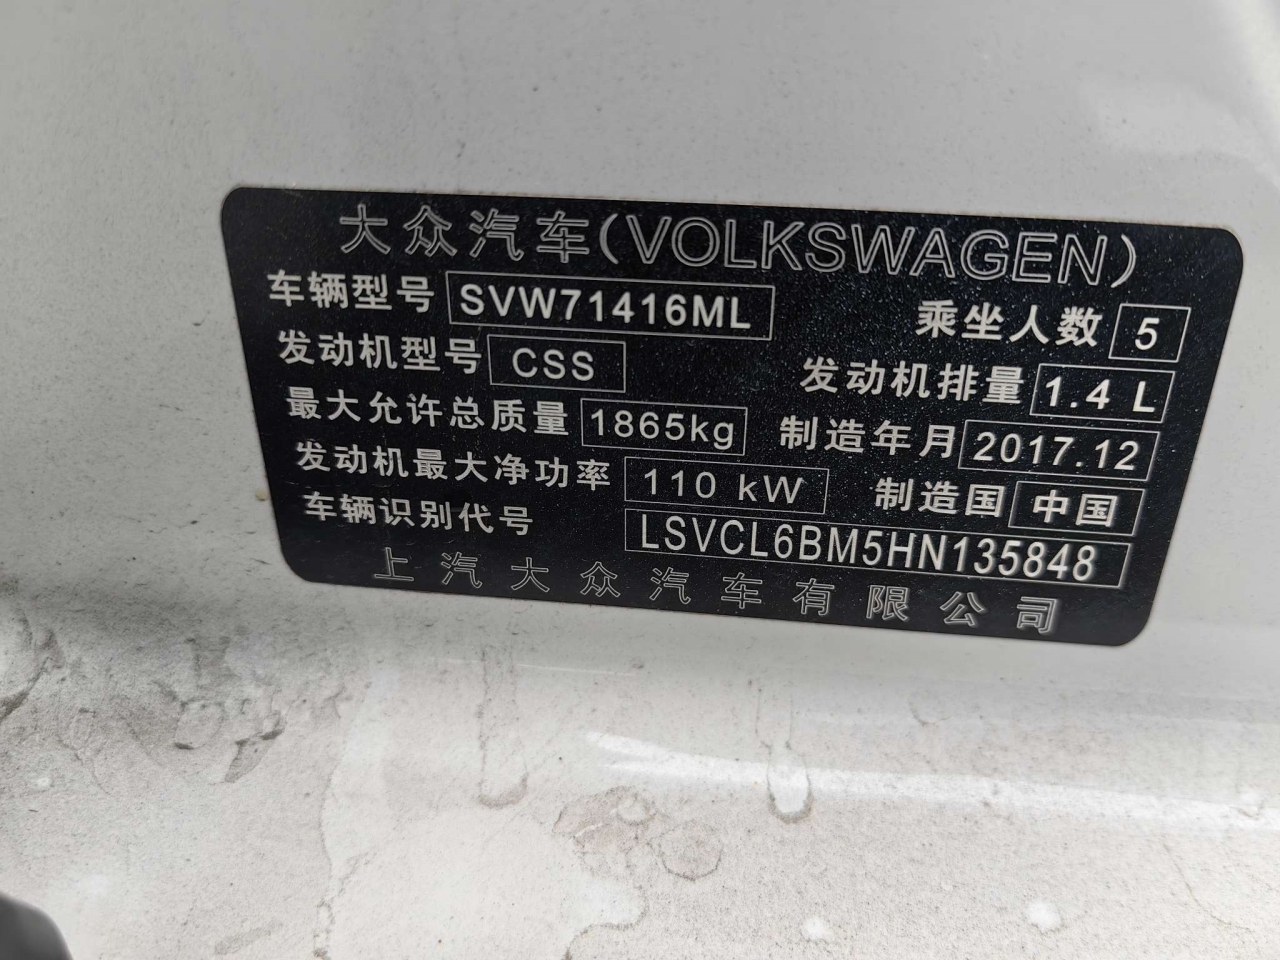 大众汽车(VOLKSWAGEN)
车辆型号 SVW71416ML 乘坐人数 5
发动机型号 CSS 发动机排量 1.4 L
最大允许总质量 1865kg 制造年月 2017.12
发动机最大净功率 110 kW 制造国 中国
车辆识别代号 LSVCL6BM5HN135848
上汽大众汽车有限公司